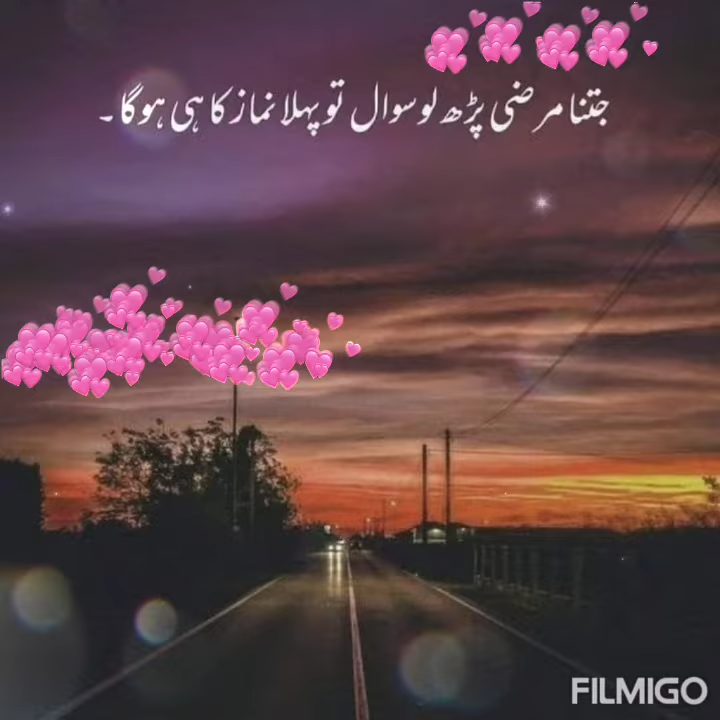 جتنا مرضی پڑھ لو سوال تو پہلا نماز کا ہی ہوگا۔
FILMIGO